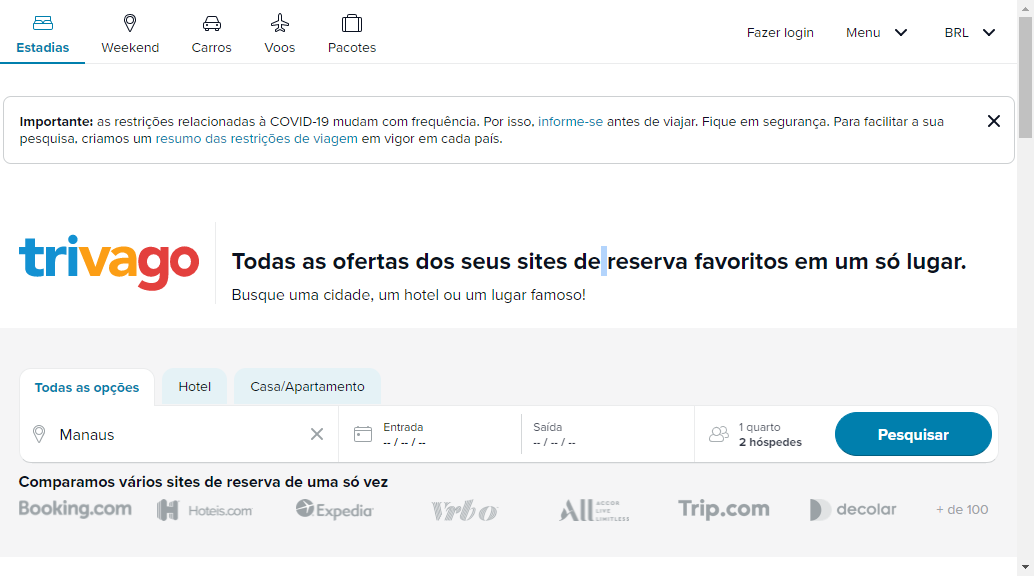 Estadias
Weekend
Carros
Voos
Pacotes
Fazer login
Menu
BRL
Importante: as restrições relacionadas à COVID-19 mudam com frequência. Por isso, informe-se antes de viajar. Fique em segurança. Para facilitar a sua
pesquisa, criamos um resumo das restrições de viagem em vigor em cada país.
trivago
Todas as ofertas dos seus sites de reserva favoritos em um só lugar.
Busque uma cidade, um hotel ou um lugar famoso!
Todas as opções
Hotel
Casa/Apartamento
Manaus
Entrada
-- / -- / --
Saída
-- / -- / --
1 quarto
2 hóspedes
Pesquisar
Comparamos vários sites de reserva de uma só vez
Booking.com
Hoteis.com
Expedia
Vrbo
ALL ACCOR LIVE LIMITLESS
Trip.com
decolar
+ de 100